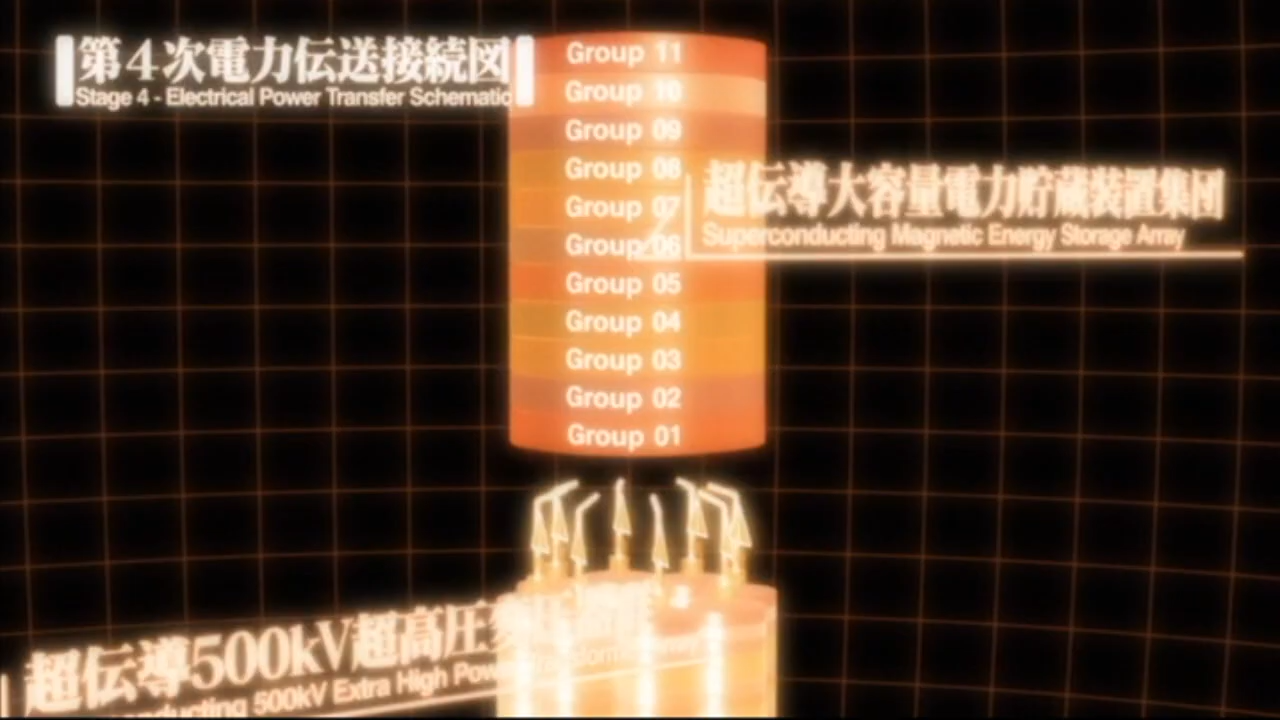 第4次電力伝送接続図
Stage 4 - Electrical Power Transfer Schematic
Group 11
Group 10
Group 09
Group 08
Group 07
Group 06
Group 05
Group 04
Group 03
Group 02
Group 01
超伝導大容量電力貯蔵装置集団
Superconducting Magnetic Energy Storage Array
超伝導500kV超高圧
500kV Extra High